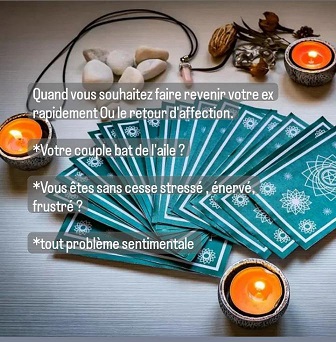 Quand vous souhaitez faire revenir votre ex
rapidement Ou le retour d'affection.
*Votre couple bat de l'aile ?
*Vous êtes sans cesse stressé , énervé,
frustré ?
*tout problème sentimentale